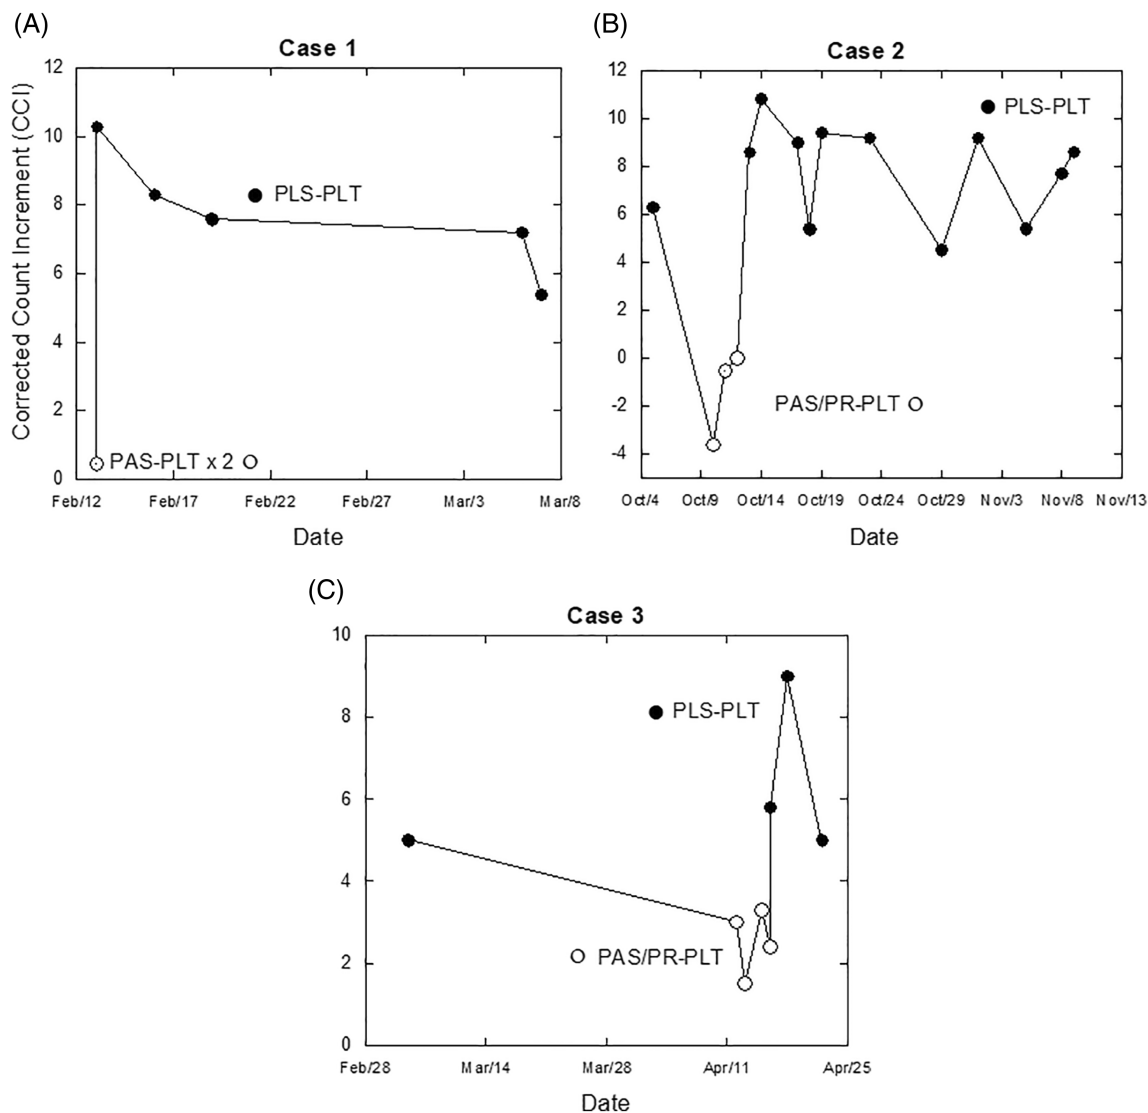 (A)
Case 1
Corrected Count Increment (CCI)
12
10
8
6
4
2
0
PLS-PLT
PAS-PLT x 2
Feb/12 Feb/17 Feb/22 Feb/27 Mar/3 Mar/8
Date
(B)
Case 2
12
10
8
6
4
2
0
-2
-4
PLS-PLT
PAS/PR-PLT
Oct/4 Oct/9 Oct/14 Oct/19 Oct/24 Oct/29 Nov/3 Nov/8 Nov/13
Date
(C)
Case 3
10
8
6
4
2
0
PLS-PLT
PAS/PR-PLT
Feb/28 Mar/14 Mar/28 Apr/11 Apr/25
Date